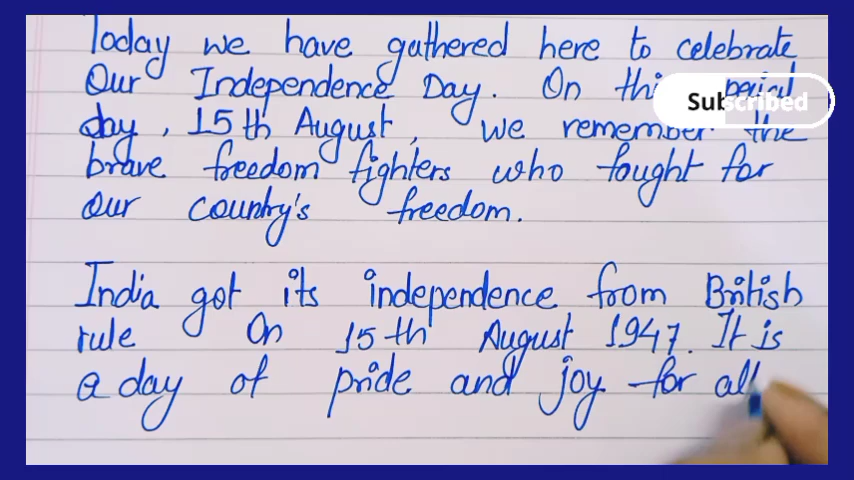 Today we have gathered here to celebrate
Our Independence Day. On this special
day, 15th August, we remember the
brave freedom fighters who fought for
our country's freedom.
India got its independence from British
rule On 15th August 1947. It is
a day of pride and joy for all
Subscribed